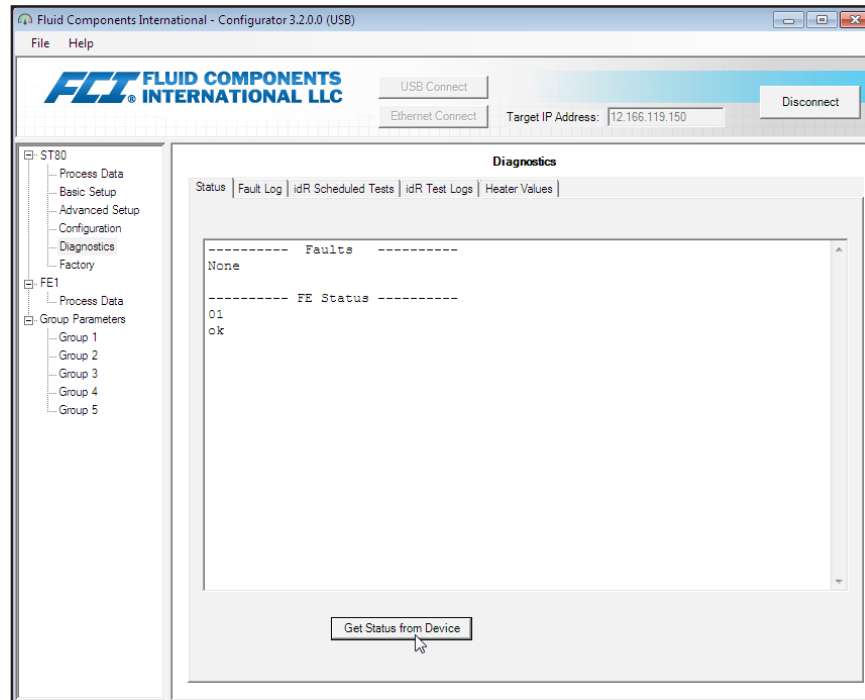 Fluid Components International - Configurator 3.2.0.0 (USB)
File Help
FCI FLUID COMPONENTS
® INTERNATIONAL LLC
USB Connect
Ethernet Connect
Target IP Address: 12.166.119.150
Disconnect
ST80
Process Data
Basic Setup
Advanced Setup
Configuration
Diagnostics
Factory
FE1
Process Data
Group Parameters
Group 1
Group 2
Group 3
Group 4
Group 5
Diagnostics
Status Fault Log idR Scheduled Tests idR Test Logs Heater Values
---------- Faults ----------
None
---------- FE Status ----------
01
ok
Get Status from Device